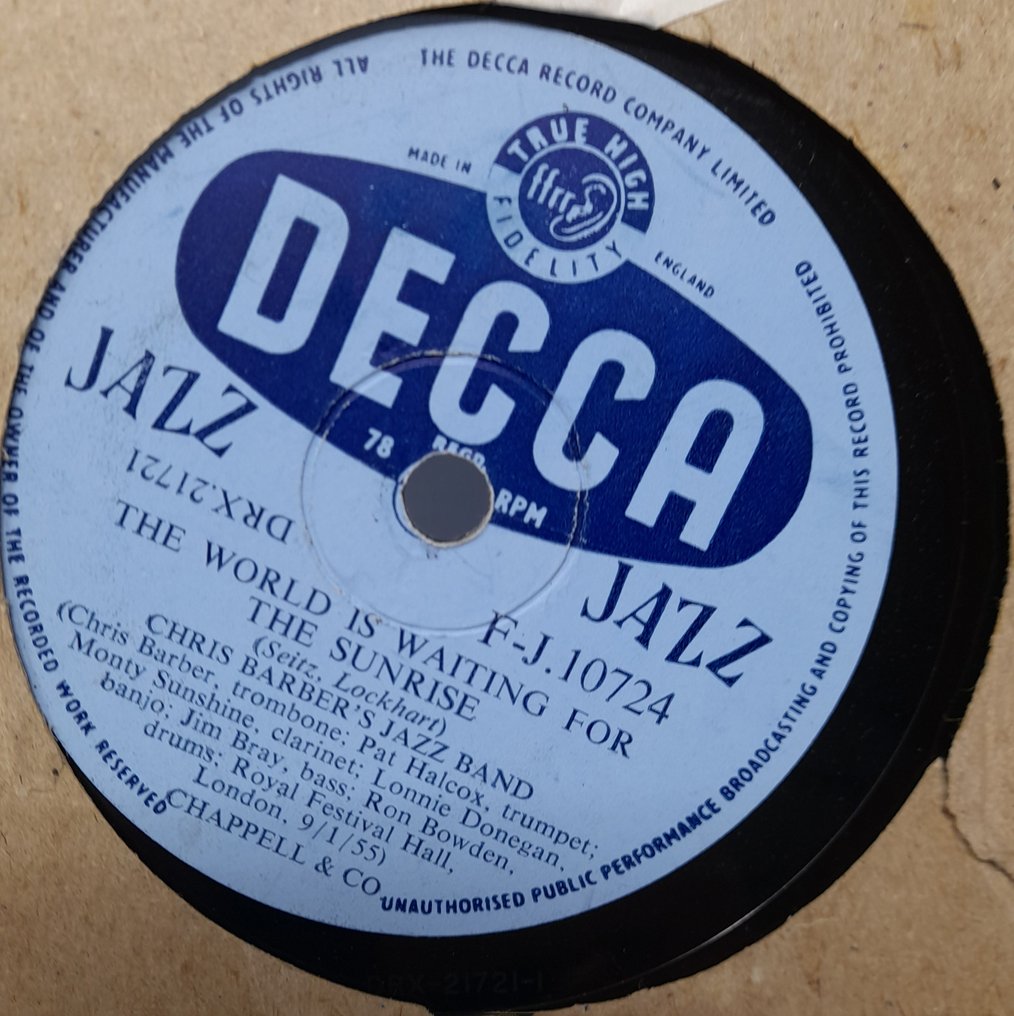 THE DECCA RECORD COMPANY LIMITED
ALL RIGHTS OF THE MANUFACTURER AND OF THE OWNER OF THE RECORDED WORK RESERVED
UNAUTHORISED PUBLIC PERFORMANCE BROADCASTING AND COPYING OF THIS RECORD PROHIBITED
TRUE HIGH
ffrr
FIDELITY
MADE IN
ENGLAND
DECCA
78
RPM
JAZZ
JAZZ
DRX.21721
F-J.10724
THE WORLD IS WAITING FOR
THE SUNRISE
(Seitz, Lockhart)
CHRIS BARBER'S JAZZ BAND
(Chris Barber, trombone; Pat Halcox, trumpet;
Monty Sunshine, clarinet; Lonnie Donegan,
banjo; Jim Bray, bass; Ron Bowden,
drums; Royal Festival Hall,
London, 9/1/55)
CHAPPELL & CO.
DRX-21721-1